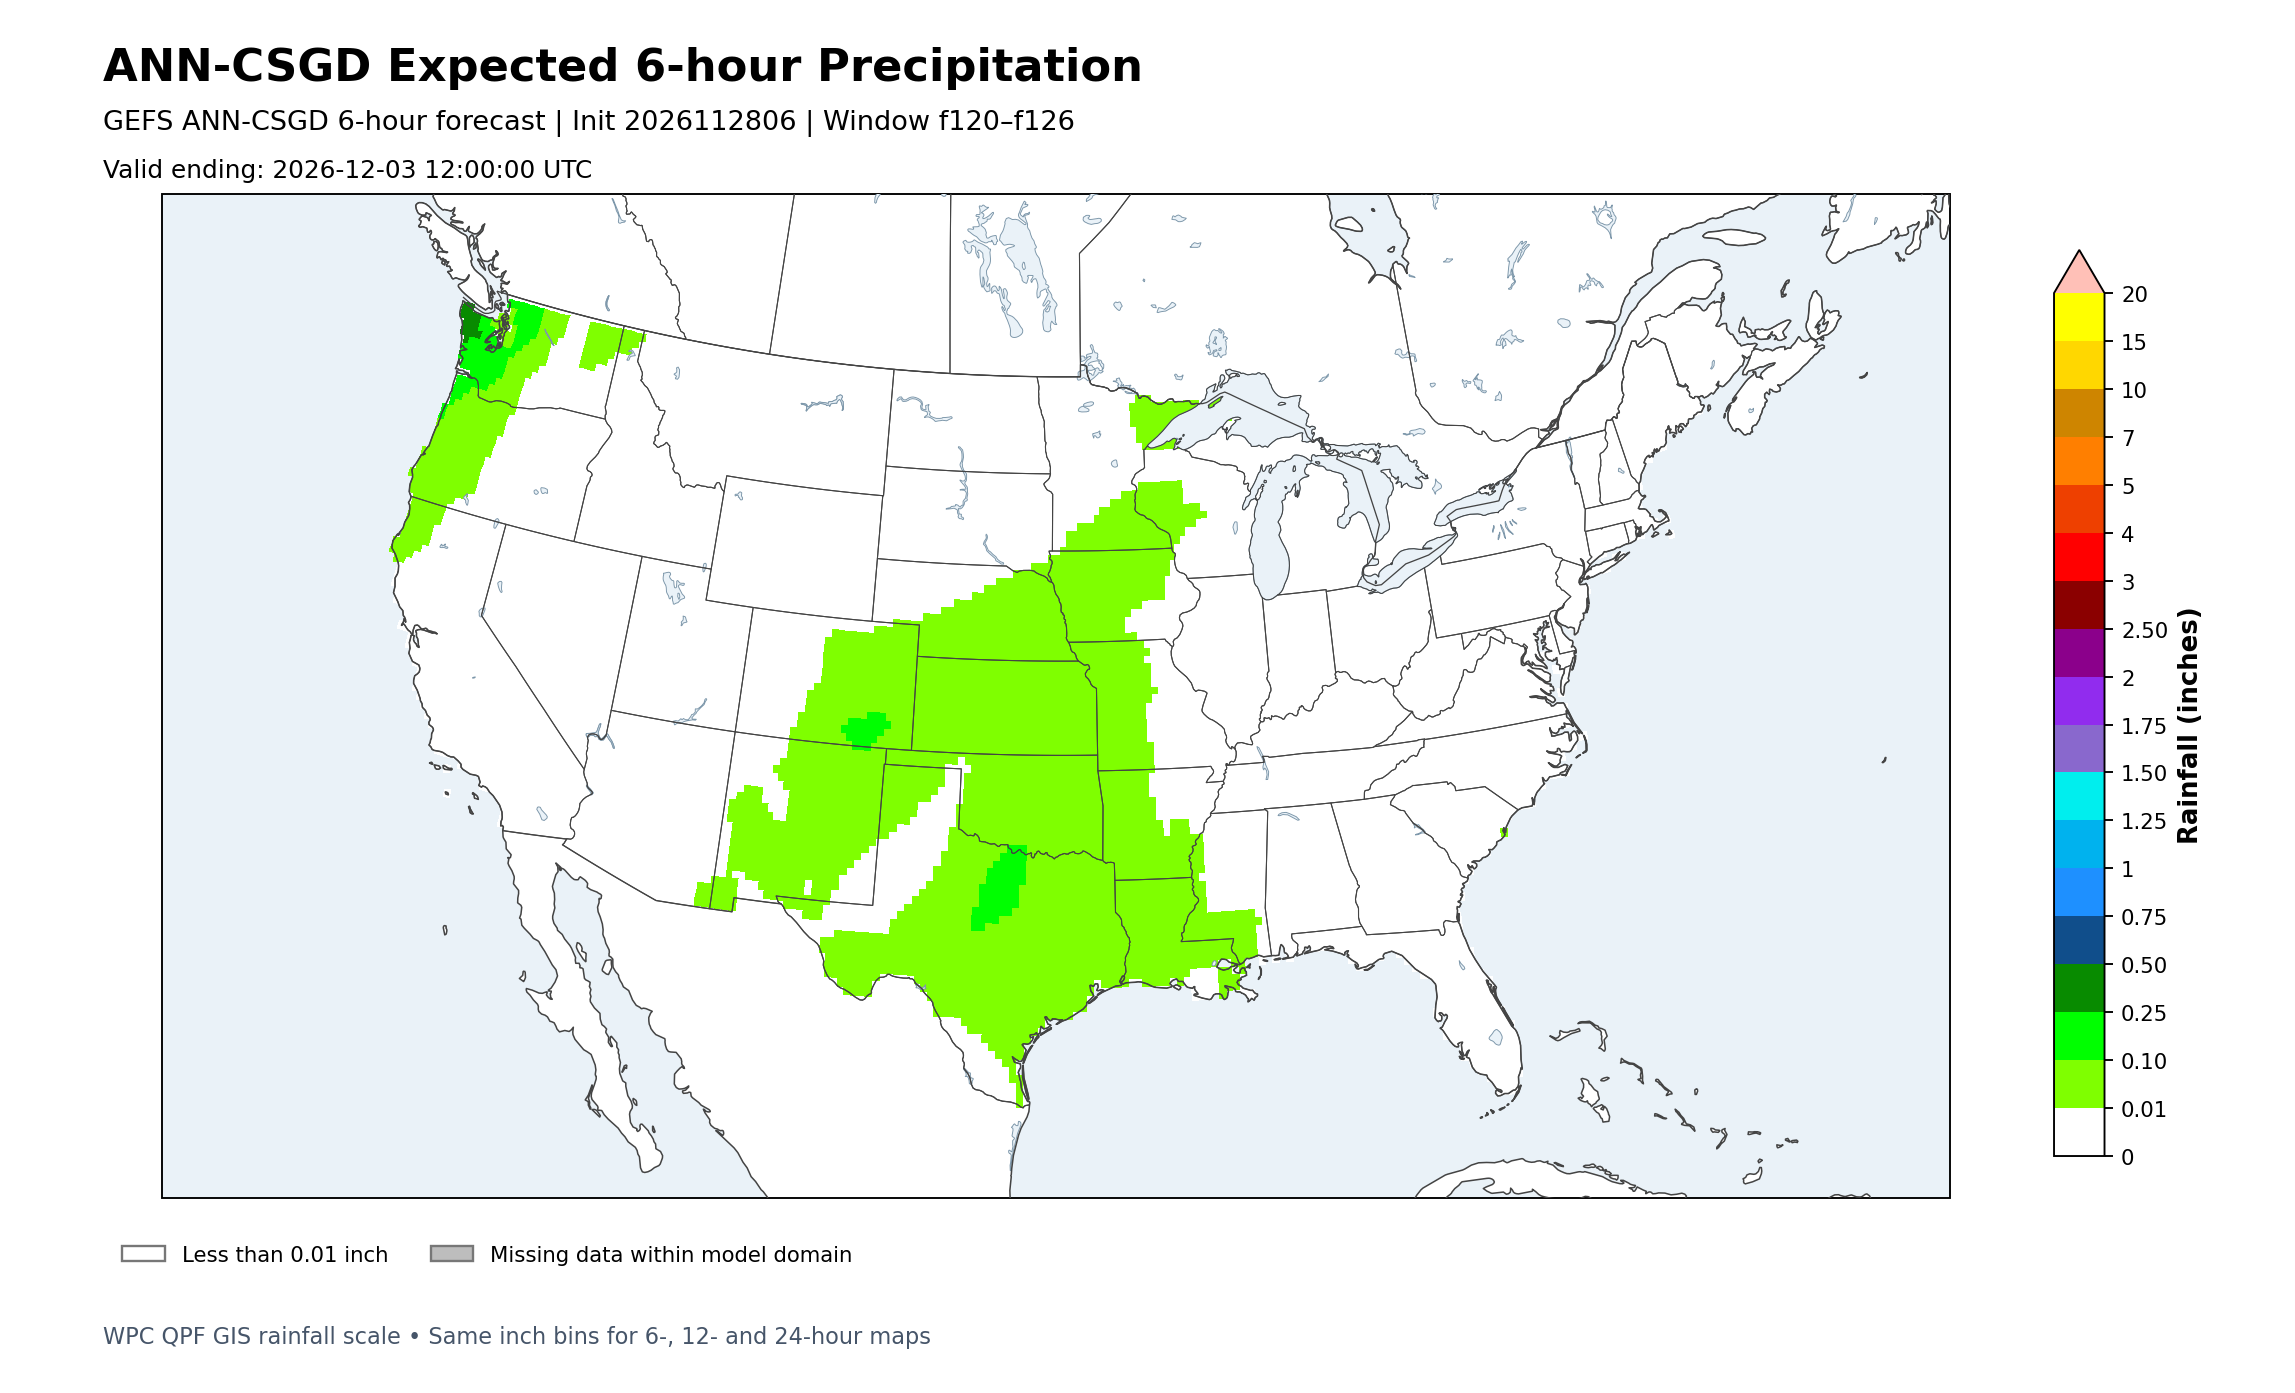 ANN-CSGD Expected 6-hour Precipitation
GEFS ANN-CSGD 6-hour forecast | Init 2026112806 | Window f120–f126
Valid ending: 2026-12-03 12:00:00 UTC
20
15
10
7
5
4
3
2.50
2
1.75
1.50
1.25
1
0.75
0.50
0.25
0.10
0.01
0
Rainfall (inches)
Less than 0.01 inch
Missing data within model domain
WPC QPF GIS rainfall scale • Same inch bins for 6-, 12- and 24-hour maps